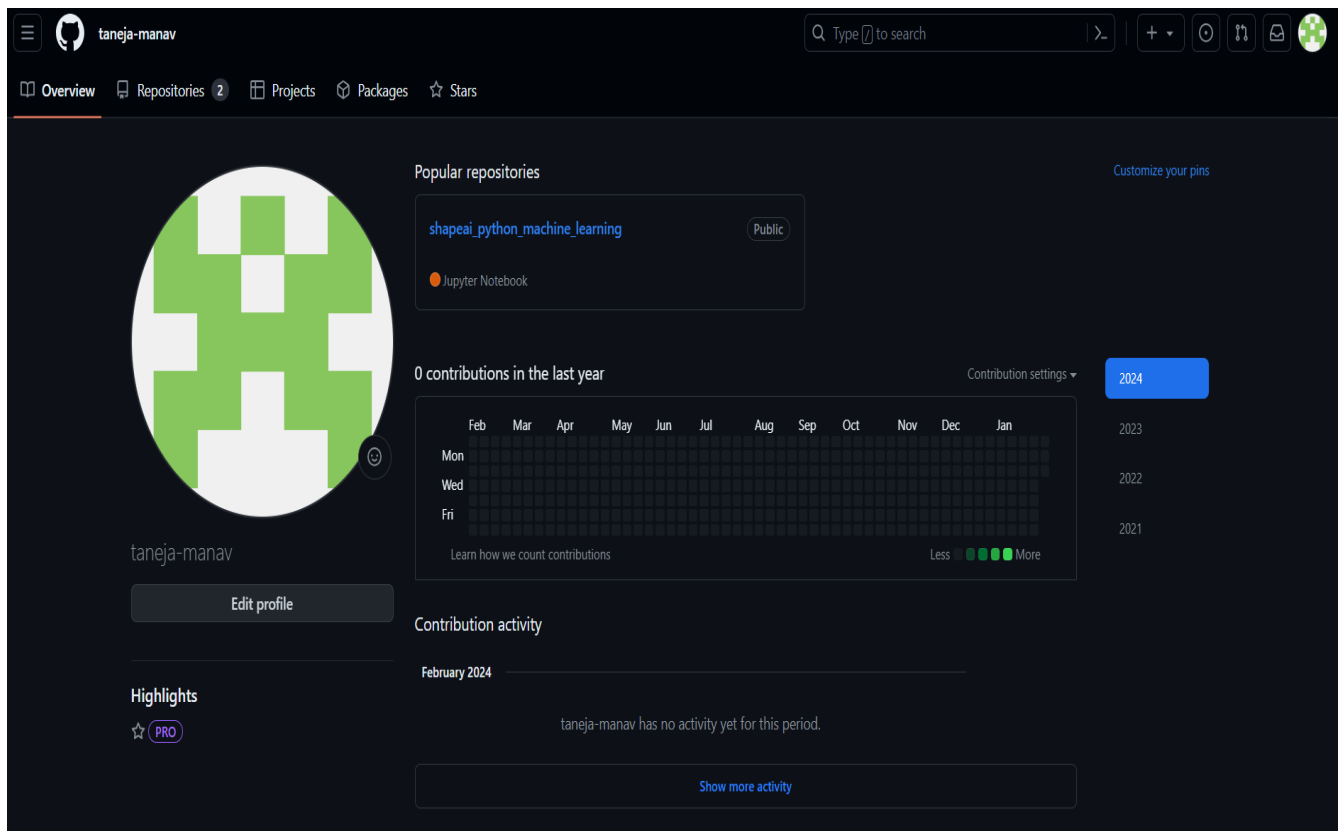 taneja-manav
Type / to search
Overview Repositories 2 Projects Packages Stars
Popular repositories
Customize your pins
shapeai_python_machine_learning Public
Jupyter Notebook
0 contributions in the last year
Contribution settings
2024
2023
2022
2021
Feb Mar Apr May Jun Jul Aug Sep Oct Nov Dec Jan
Mon
Wed
Fri
Learn how we count contributions
Less More
taneja-manav
Edit profile
Highlights
PRO
Contribution activity
February 2024
taneja-manav has no activity yet for this period.
Show more activity